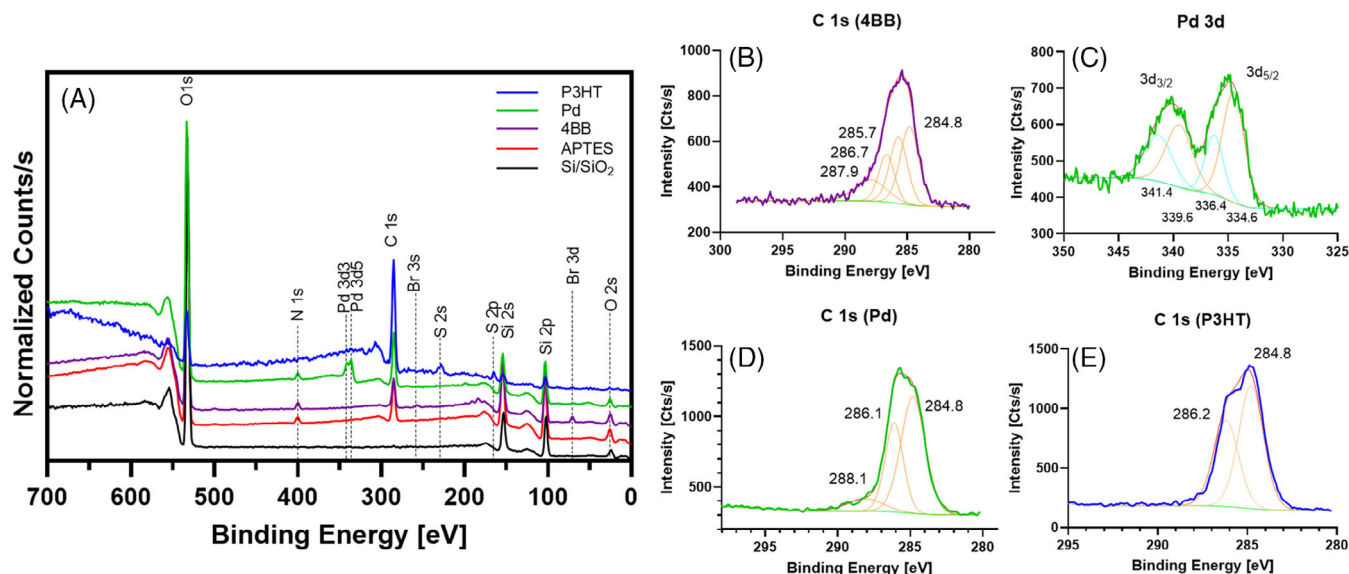 (A)
P3HT
Pd
4BB
APTES
Si/SiO₂
O1s
N 1s
Pd 3d3
Pd 3d5
C 1s
Br 3s
S 2s
S 2p
Si 2s
Si 2p
Br 3d
O 2s
Normalized Counts/s
700 600 500 400 300 200 100 0
Binding Energy [eV]
C 1s (4BB)
(B)
1000
800
600
400
200
Intensity [Cts/s]
285.7
286.7
287.9
284.8
300 295 290 285 280
Binding Energy [eV]
Pd 3d
(C)
800
700
600
500
400
300
Intensity [Cts/s]
3d3/2
3d5/2
341.4
339.6
336.4
334.6
350 345 340 335 330 325
Binding Energy [eV]
C 1s (Pd)
(D)
1500
1000
500
Intensity [Cts/s]
286.1
284.8
288.1
295 290 285 280
Binding Energy [eV]
C 1s (P3HT)
(E)
1500
1000
500
0
Intensity [Cts/s]
284.8
286.2
295 290 285 280
Binding Energy [eV]